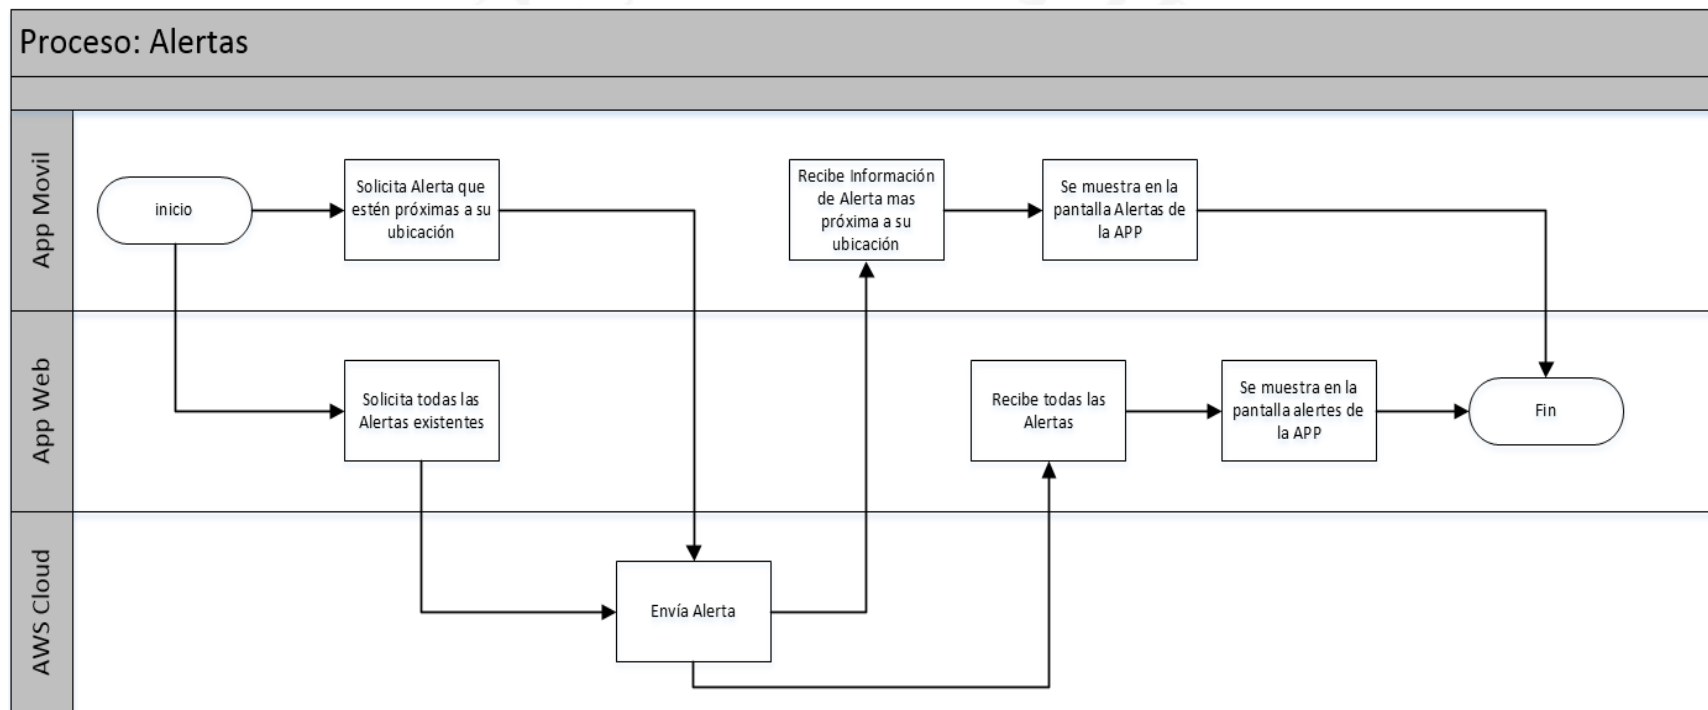 Proceso: Alertas
App Movil
inicio
Solicita Alerta que
estén próximas a su
ubicación
Recibe Información
de Alerta mas
próxima a su
ubicación
Se muestra en la
pantalla Alertas de
la APP
App Web
Solicita todas las
Alertas existentes
Recibe todas las
Alertas
Se muestra en la
pantalla alertes de
la APP
Fin
AWS Cloud
Envía Alerta